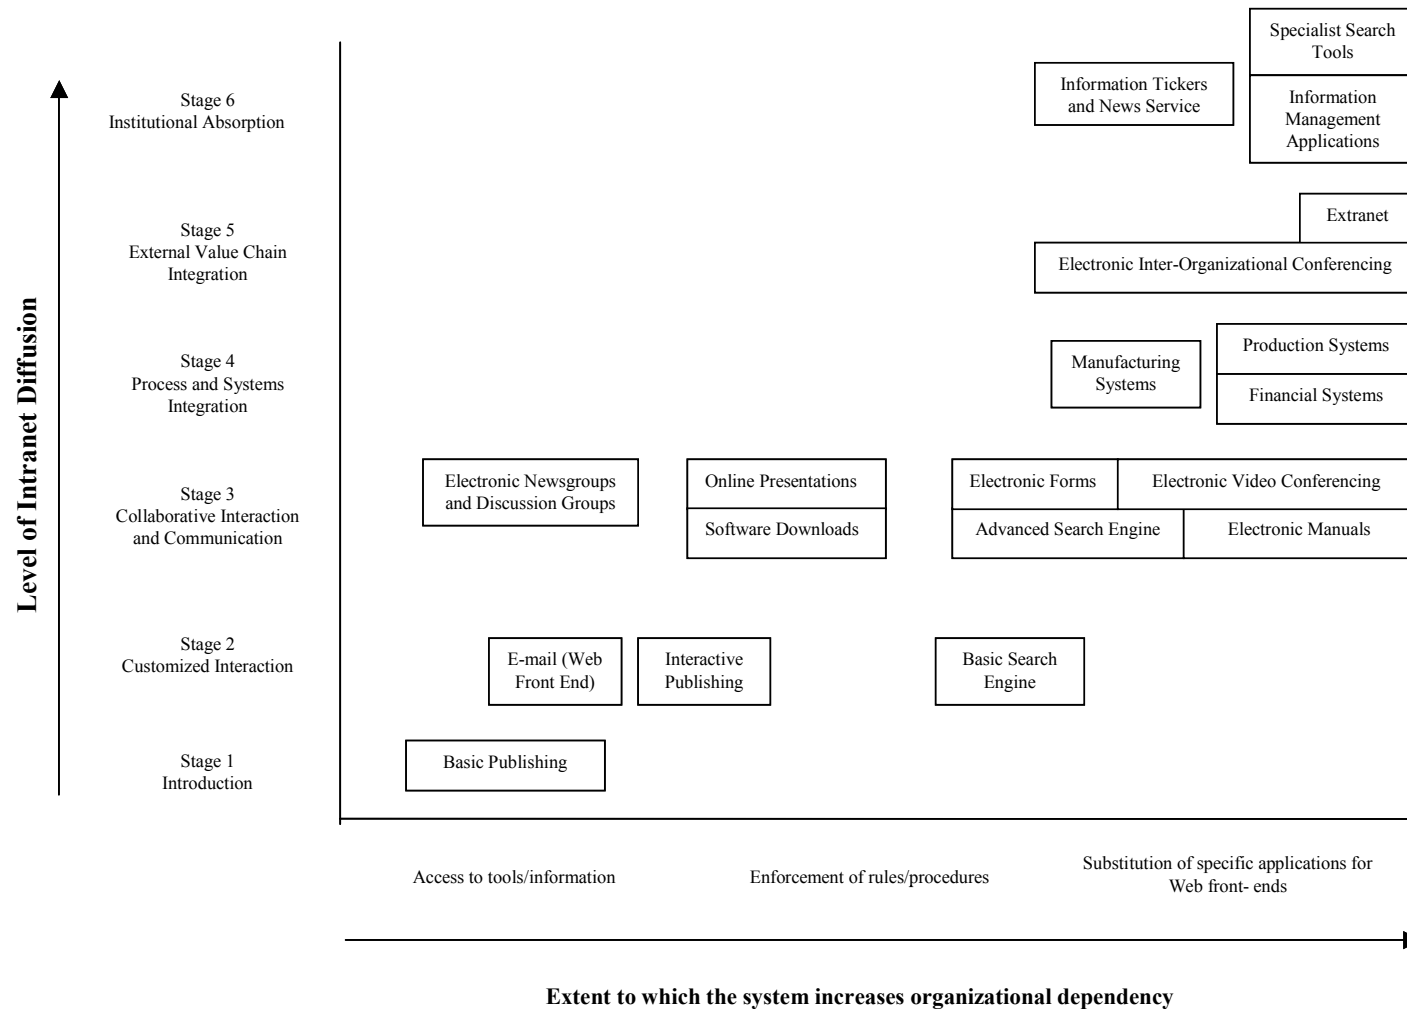 Specialist Search
Tools
Information Tickers
and News Service
Information
Management
Applications
Stage 6
Institutional Absorption
Extranet
Stage 5
External Value Chain
Integration
Electronic Inter-Organizational Conferencing
Level of Intranet Diffusion
Stage 4
Process and Systems
Integration
Manufacturing
Systems
Production Systems
Financial Systems
Stage 3
Collaborative Interaction
and Communication
Electronic Newsgroups
and Discussion Groups
Online Presentations
Software Downloads
Electronic Forms
Electronic Video Conferencing
Advanced Search Engine
Electronic Manuals
Stage 2
Customized Interaction
E-mail (Web
Front End)
Interactive
Publishing
Basic Search
Engine
Stage 1
Introduction
Basic Publishing
Access to tools/information
Enforcement of rules/procedures
Substitution of specific applications for
Web front- ends
Extent to which the system increases organizational dependency